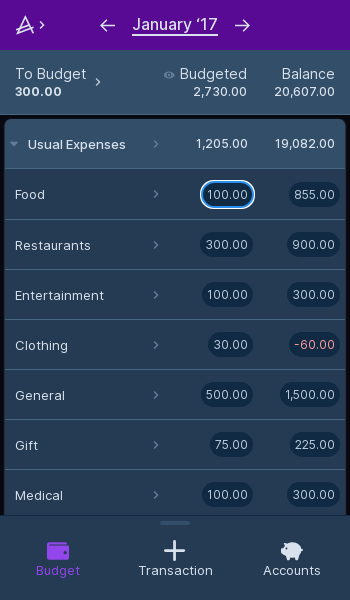 January ‘17
To Budget Budgeted Balance
300.00 2,730.00 20,607.00
Usual Expenses 1,205.00 19,082.00
Food 100.00 855.00
Restaurants 300.00 900.00
Entertainment 100.00 300.00
Clothing 30.00 -60.00
General 500.00 1,500.00
Gift 75.00 225.00
Medical 100.00 300.00
Budget Transaction Accounts